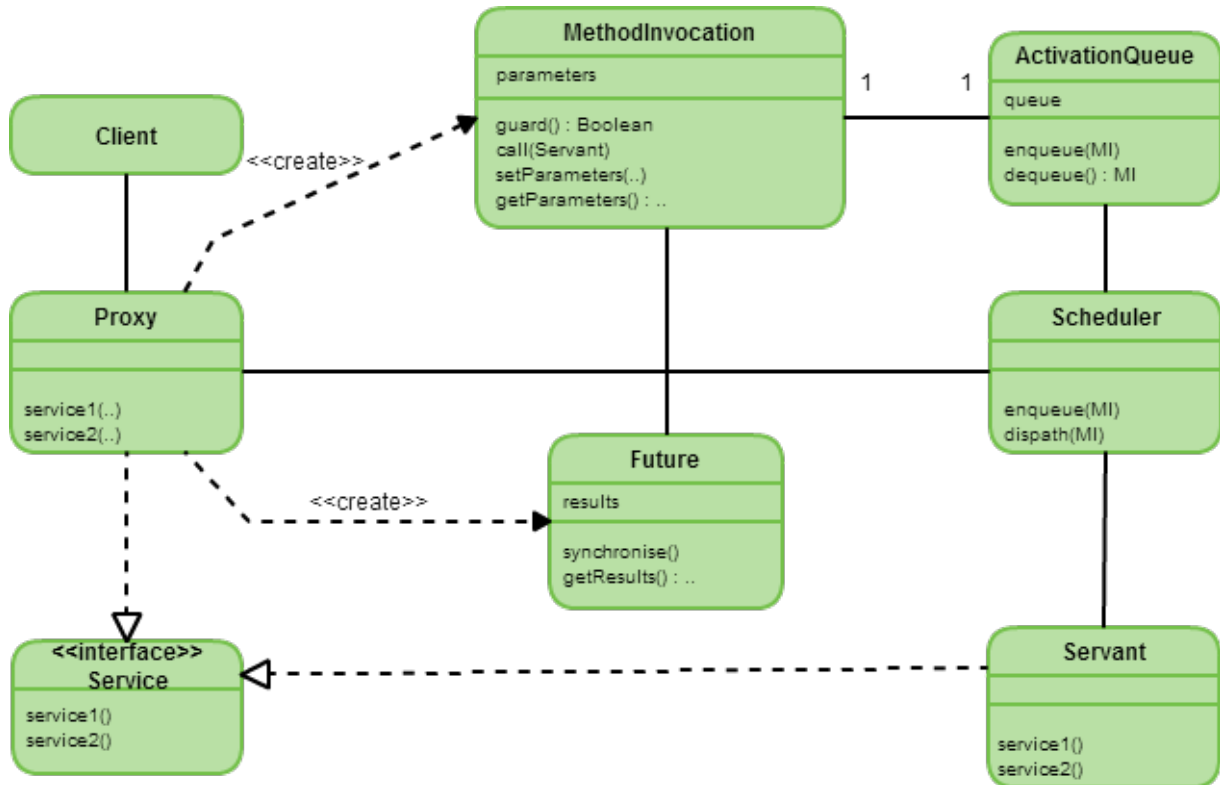 MethodInvocation
parameters
guard() : Boolean
call(Servant)
setParameters(..)
getParameters() : ..
1
1
ActivationQueue
queue
enqueue(MI)
dequeue() : MI
Client
<<create>>
Proxy
service1(..)
service2(..)
Scheduler
enqueue(MI)
dispath(MI)
<<create>>
Future
results
synchronise()
getResults() : ..
<<interface>>
Service
service1()
service2()
Servant
service1()
service2()